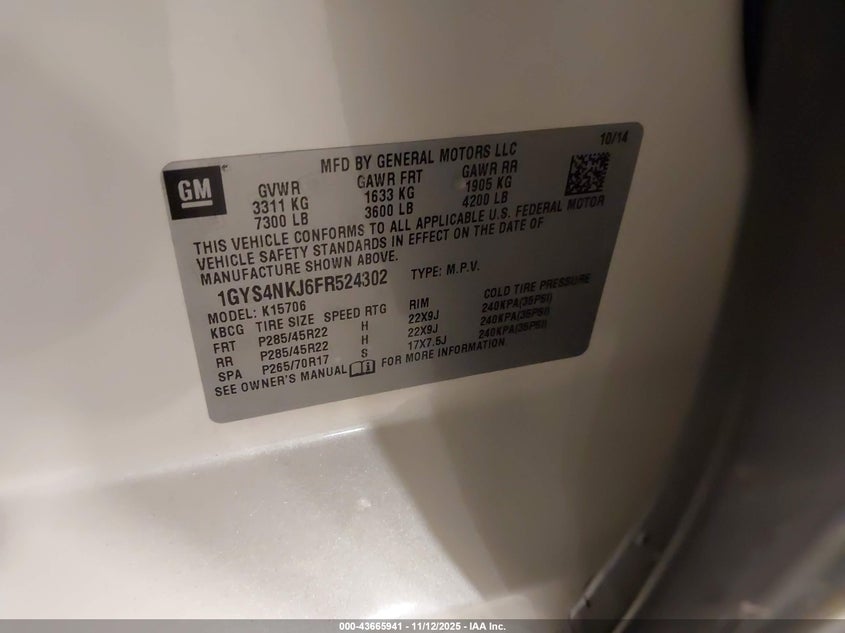 GM
MFD BY GENERAL MOTORS LLC 10/14
GVWR GAWR FRT GAWR RR
3311 KG 1633 KG 1905 KG
7300 LB 3600 LB 4200 LB
THIS VEHICLE CONFORMS TO ALL APPLICABLE U.S. FEDERAL MOTOR
VEHICLE SAFETY STANDARDS IN EFFECT ON THE DATE OF
MANUFACTURE SHOWN ABOVE.
1GYS4NKJ6FR524302 TYPE: M.P.V.
MODEL: K15706
KBCG TIRE SIZE SPEED RTG RIM COLD TIRE PRESSURE
FRT P285/45R22 H 22X9J 240KPA(35PSI)
RR P285/45R22 H 22X9J 240KPA(35PSI)
SPA P265/70R17 S 17X7.5J 240KPA(35PSI)
SEE OWNER'S MANUAL FOR MORE INFORMATION.
000-43665941 - 11/12/2025 - IAA Inc.